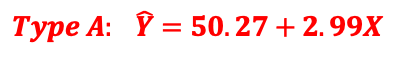 Type A: Ŷ = 50.27 + 2.99X